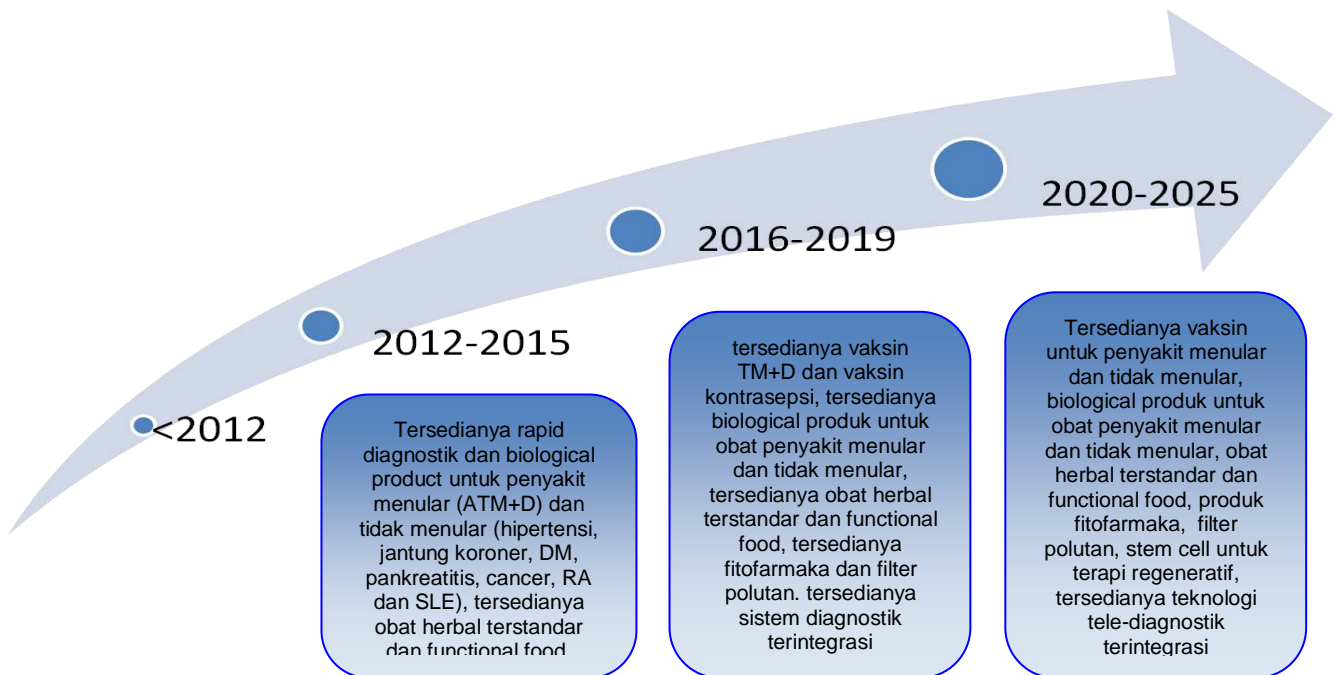 <2012
2012-2015
2016-2019
2020-2025
Tersedianya rapid
diagnostik dan biological
product untuk penyakit
menular (ATM+D) dan
tidak menular (hipertensi,
jantung koroner, DM,
pankreatitis, cancer, RA
dan SLE), tersedianya
obat herbal terstandar
dan functional food
tersedianya vaksin
TM+D dan vaksin
kontrasepsi, tersedianya
biological produk untuk
obat penyakit menular
dan tidak menular,
tersedianya obat herbal
terstandar dan functional
food, tersedianya
fitofarmaka dan filter
polutan. tersedianya
sistem diagnostik
terintegrasi
Tersedianya vaksin
untuk penyakit menular
dan tidak menular,
biological produk untuk
obat penyakit menular
dan tidak menular, obat
herbal terstandar dan
functional food, produk
fitofarmaka, filter
polutan, stem cell untuk
terapi regeneratif,
tersedianya teknologi
tele-diagnostik
terintegrasi